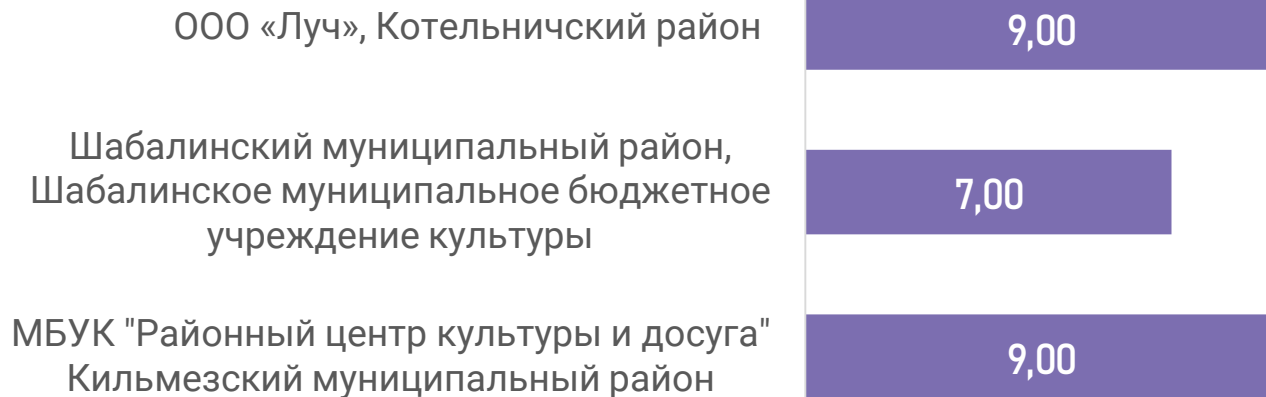 ООО «Луч», Котельничский район
9,00
Шабалинский муниципальный район,
Шабалинское муниципальное бюджетное
учреждение культуры
7,00
МБУК "Районный центр культуры и досуга"
Кильмезский муниципальный район
9,00